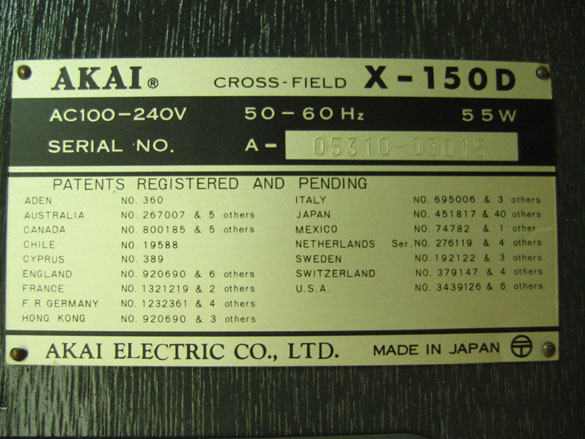 AKAI® CROSS-FIELD X-150D
AC100-240V 50-60Hz 55W
SERIAL NO. A- 05310-03013
PATENTS REGISTERED AND PENDING
ADEN NO. 360
AUSTRALIA NO. 267007 & 5 others
CANADA NO. 800185 & 5 others
CHILE NO. 19588
CYPRUS NO. 389
ENGLAND NO. 920690 & 6 others
FRANCE NO. 1321219 & 2 others
F. R. GERMANY NO. 1232361 & 4 others
HONG KONG NO. 920690 & 3 others
ITALY NO. 695006 & 3 others
JAPAN NO. 451817 & 40 others
MEXICO NO. 74782 & 1 other
NETHERLANDS Ser. NO. 276119 & 4 others
SWEDEN NO. 192122 & 3 others
SWITZERLAND NO. 379147 & 4 others
U.S.A. NO. 3439126 & 6 others
AKAI ELECTRIC CO., LTD. MADE IN JAPAN